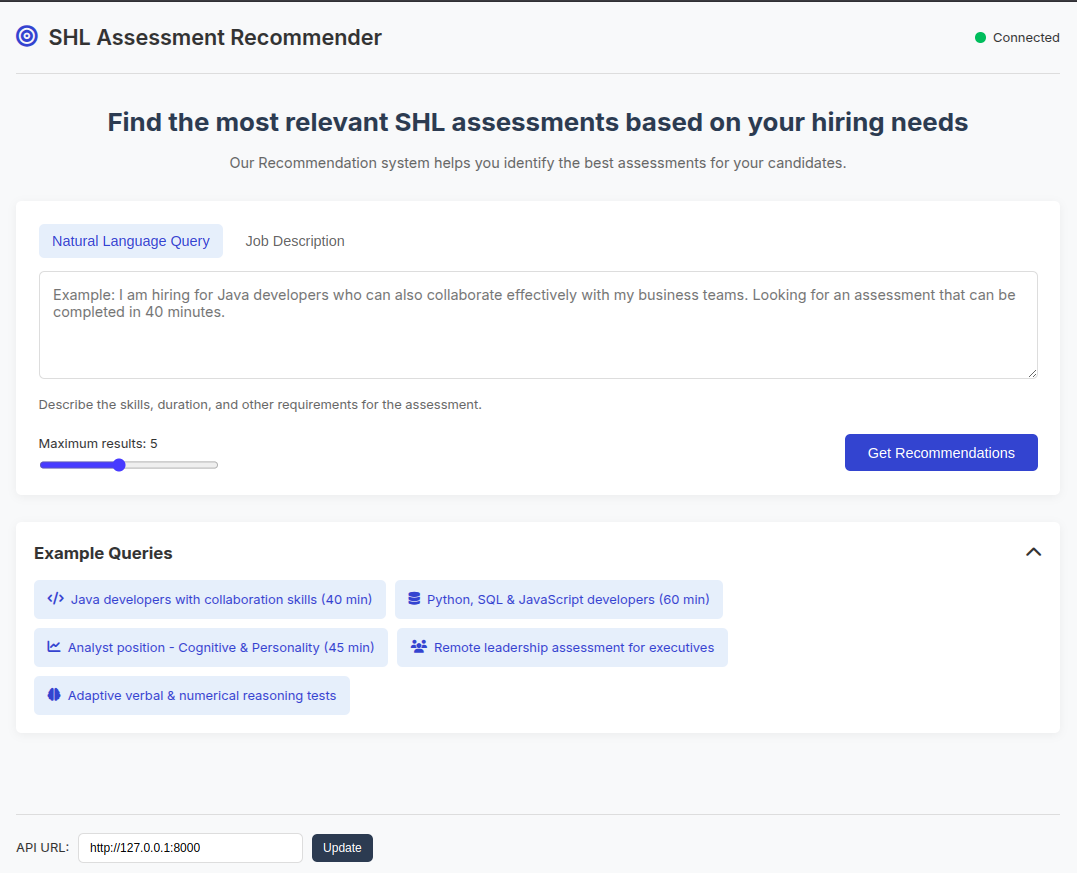 SHL Assessment Recommender
Connected
Find the most relevant SHL assessments based on your hiring needs
Our Recommendation system helps you identify the best assessments for your candidates.
Natural Language Query
Job Description
Example: I am hiring for Java developers who can also collaborate effectively with my business teams. Looking for an assessment that can be
completed in 40 minutes.
Describe the skills, duration, and other requirements for the assessment.
Maximum results: 5
Get Recommendations
Example Queries
Java developers with collaboration skills (40 min)
Python, SQL & JavaScript developers (60 min)
Analyst position - Cognitive & Personality (45 min)
Remote leadership assessment for executives
Adaptive verbal & numerical reasoning tests
API URL:
http://127.0.0.1:8000
Update